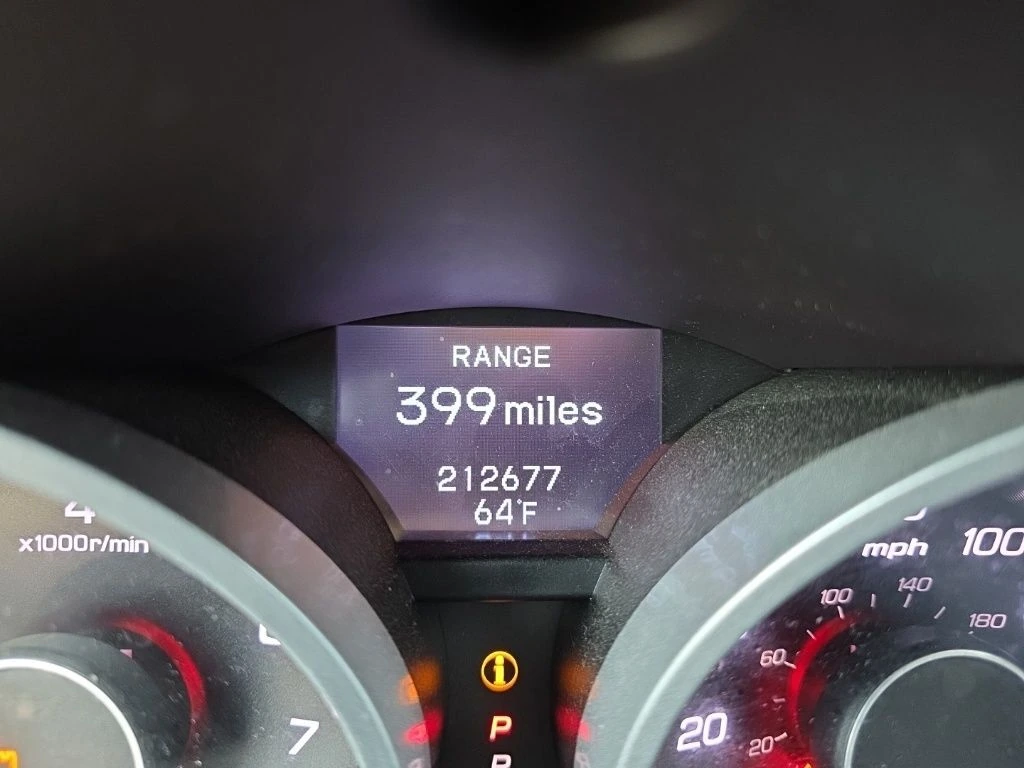 RANGE
399 miles
212677
64°F
4
x1000r/min
7
mph
100
100
140
180
60
20
20
i
P
R